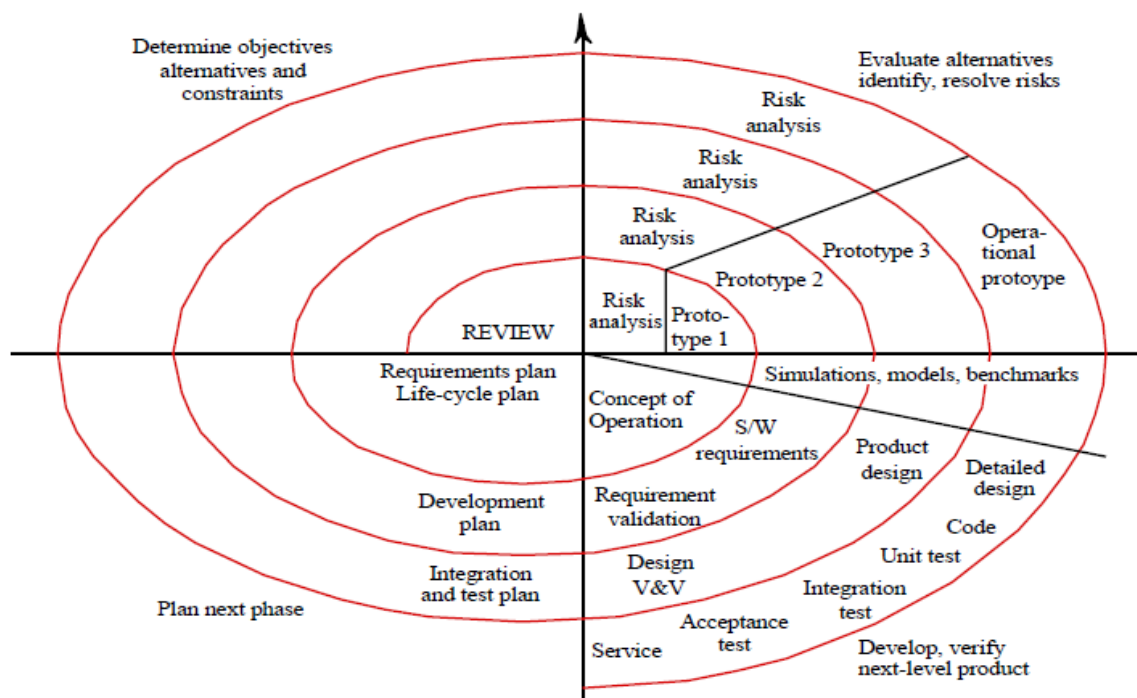 Determine objectives
alternatives and
constraints
Evaluate alternatives
identify, resolve risks
Risk
analysis
Risk
analysis
Risk
analysis
Risk
analysis
Proto-
type 1
Prototype 2
Prototype 3
Opera-
tional
protoype
REVIEW
Requirements plan
Life-cycle plan
Simulations, models, benchmarks
Concept of
Operation
S/W
requirements
Product
design
Detailed
design
Development
plan
Requirement
validation
Code
Unit test
Integration
and test plan
Design
V&V
Integration
test
Plan next phase
Acceptance
test
Service
Develop, verify
next-level product